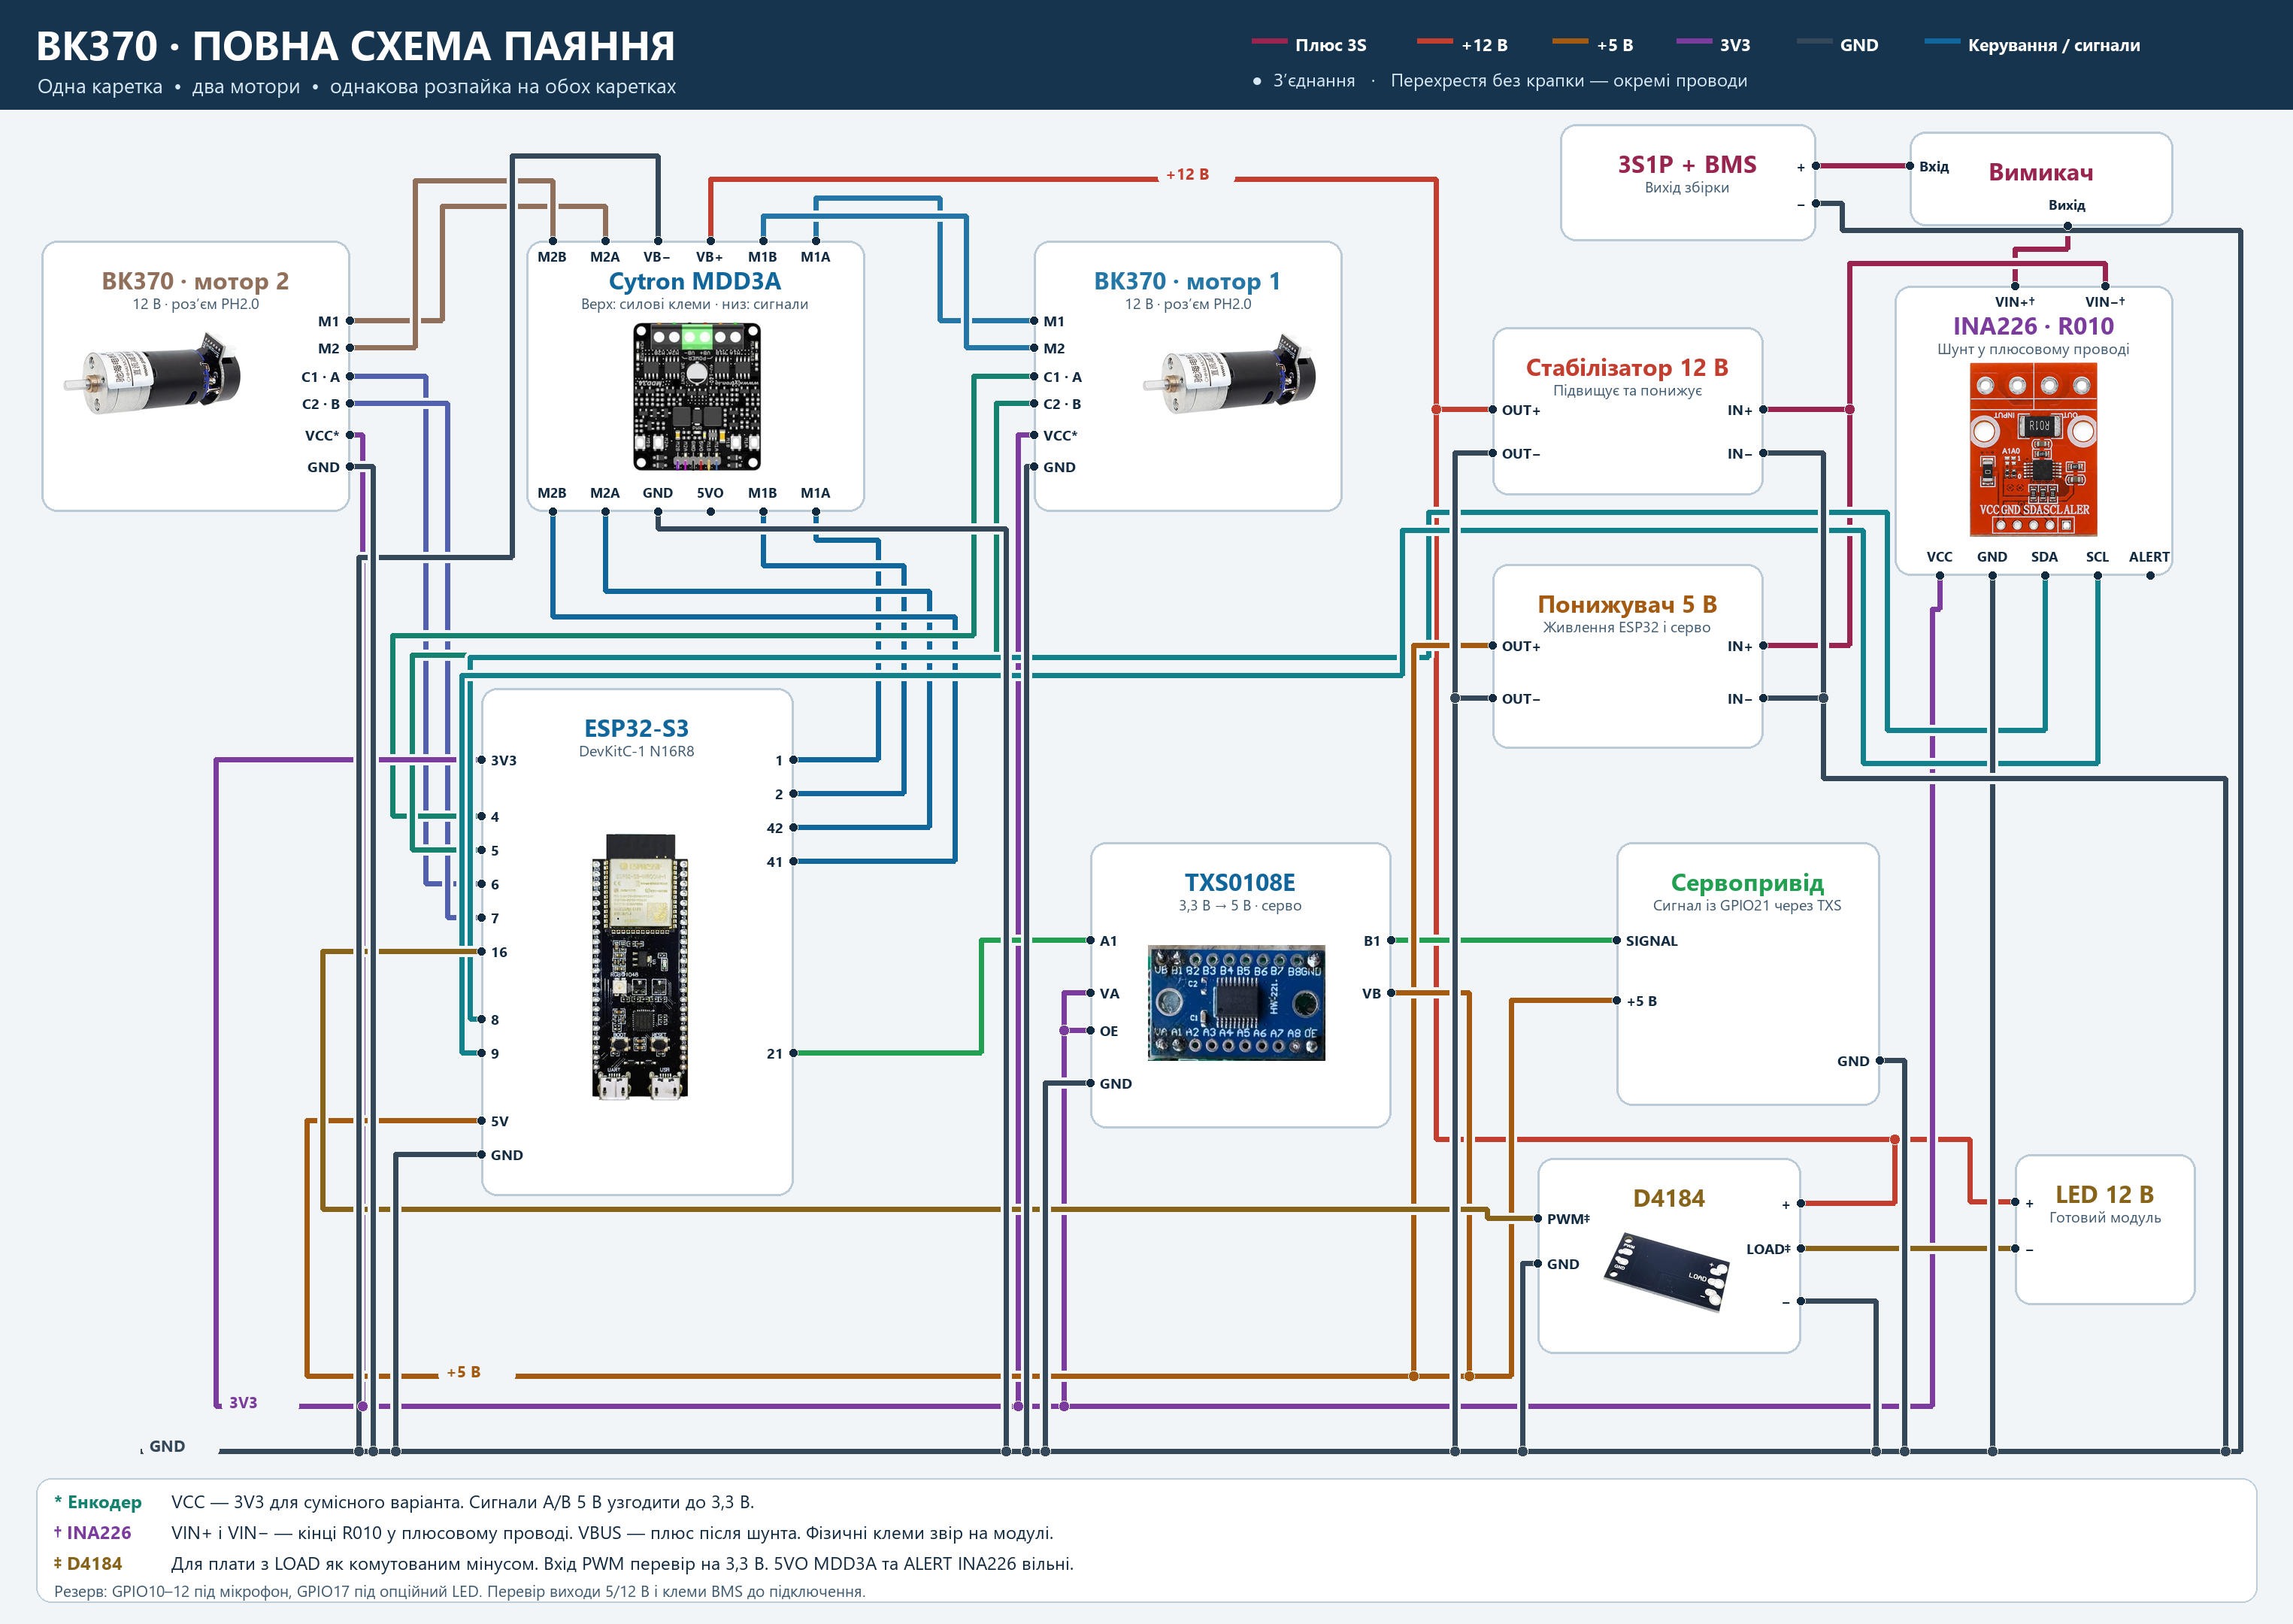 BK370 · ПОВНА СХЕМА ПАЯННЯ
Одна каретка • два мотори • однакова розпайка на обох каретках
Плюс 3S +12 В +5 В 3V3 GND Керування / сигнали
● З’єднання · Перехрестя без крапки — окремі проводи
3S1P + BMS
Вихід збірки
+
−
Вхід
Вимикач
Вихід
+12 В
BK370 · мотор 2
12 В · роз’єм PH2.0
M1
M2
C1 · A
C2 · B
VCC*
GND
M2B M2A VB− VB+ M1B M1A
Cytron MDD3A
Верх: силові клеми · низ: сигнали
M2B M2A GND 5VO M1B M1A
BK370 · мотор 1
12 В · роз’єм PH2.0
M1
M2
C1 · A
C2 · B
VCC*
GND
Стабілізатор 12 В
Підвищує та понижує
OUT+ IN+
OUT− IN−
VIN+† VIN−†
INA226 · R010
Шунт у плюсовому проводі
VCC GND SDA SCL ALER
VCC GND SDA SCL ALERT
Понижувач 5 В
Живлення ESP32 і серво
OUT+ IN+
OUT− IN−
ESP32-S3
DevKitC-1 N16R8
3V3
4
5
6
7
16
8
9
5V
GND
1
2
42
41
21
TXS0108E
3,3 В → 5 В · серво
A1 B1
VA VB
OE
GND
Сервопривід
Сигнал із GPIO21 через TXS
SIGNAL
+5 В
GND
D4184
PWM‡
GND
+
LOAD‡
−
LED 12 В
Готовий модуль
+
−
+5 В
3V3
GND
* Енкодер VCC — 3V3 для сумісного варіанта. Сигнали A/B 5 В узгодити до 3,3 В.
† INA226 VIN+ і VIN− — кінці R010 у плюсовому проводі. VBUS — плюс після шунта. Фізичні клеми звір на модулі.
‡ D4184 Для плати з LOAD як комутованим мінусом. Вхід PWM перевір на 3,3 В. 5VO MDD3A та ALERT INA226 вільні.
Резерв: GPIO10–12 під мікрофон, GPIO17 під опційний LED. Перевір виходи 5/12 В і клеми BMS до підключення.